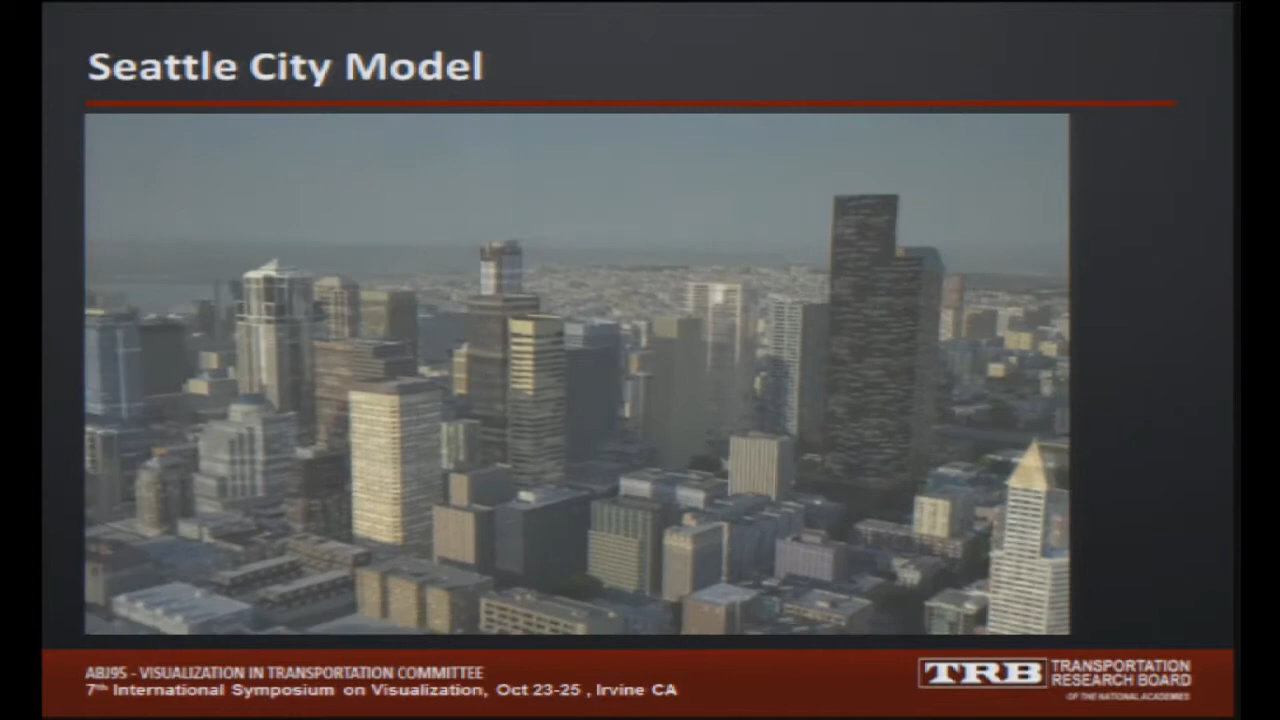 Seattle City Model
ABJ95 - VISUALIZATION IN TRANSPORTATION COMMITTEE
7th International Symposium on Visualization, Oct 23-25 , Irvine CA
TRB
TRANSPORTATION
RESEARCH BOARD
OF THE NATIONAL ACADEMIES